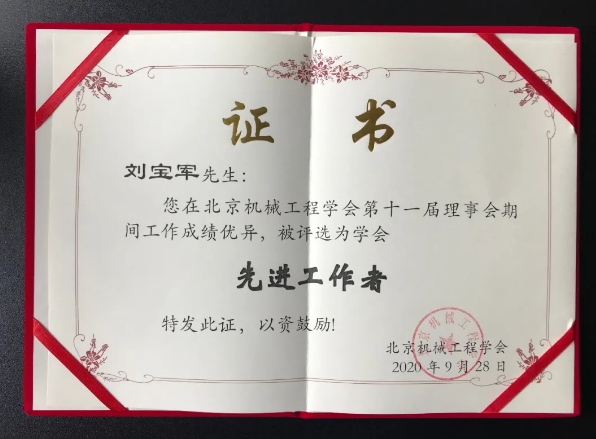 证 书
刘宝军先生:
您在北京机械工程学会第十一届理事会期
间工作成绩优异，被评选为学会
先进工作者
特发此证，以资鼓励!
北京机械工程学会
2020 年 9 月 28 日